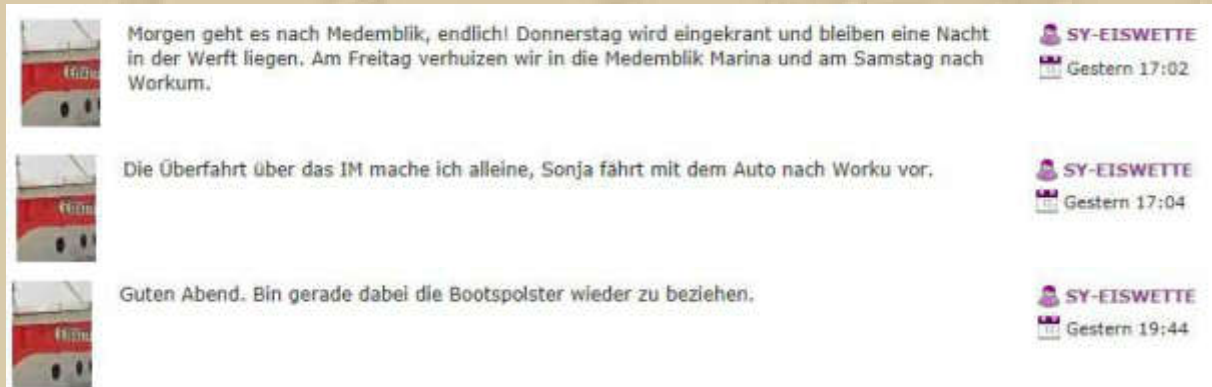 Morgen geht es nach Medemblik, endlich! Donnerstag wird eingekrant und bleiben eine Nacht
in der Werft liegen. Am Freitag verhuizen wir in die Medemblik Marina und am Samstag nach
Workum.
SY-EISWETTE
Gestern 17:02
Die Überfahrt über das IM mache ich alleine, Sonja fährt mit dem Auto nach Worku vor.
SY-EISWETTE
Gestern 17:04
Guten Abend. Bin gerade dabei die Bootspolster wieder zu beziehen.
SY-EISWETTE
Gestern 19:44